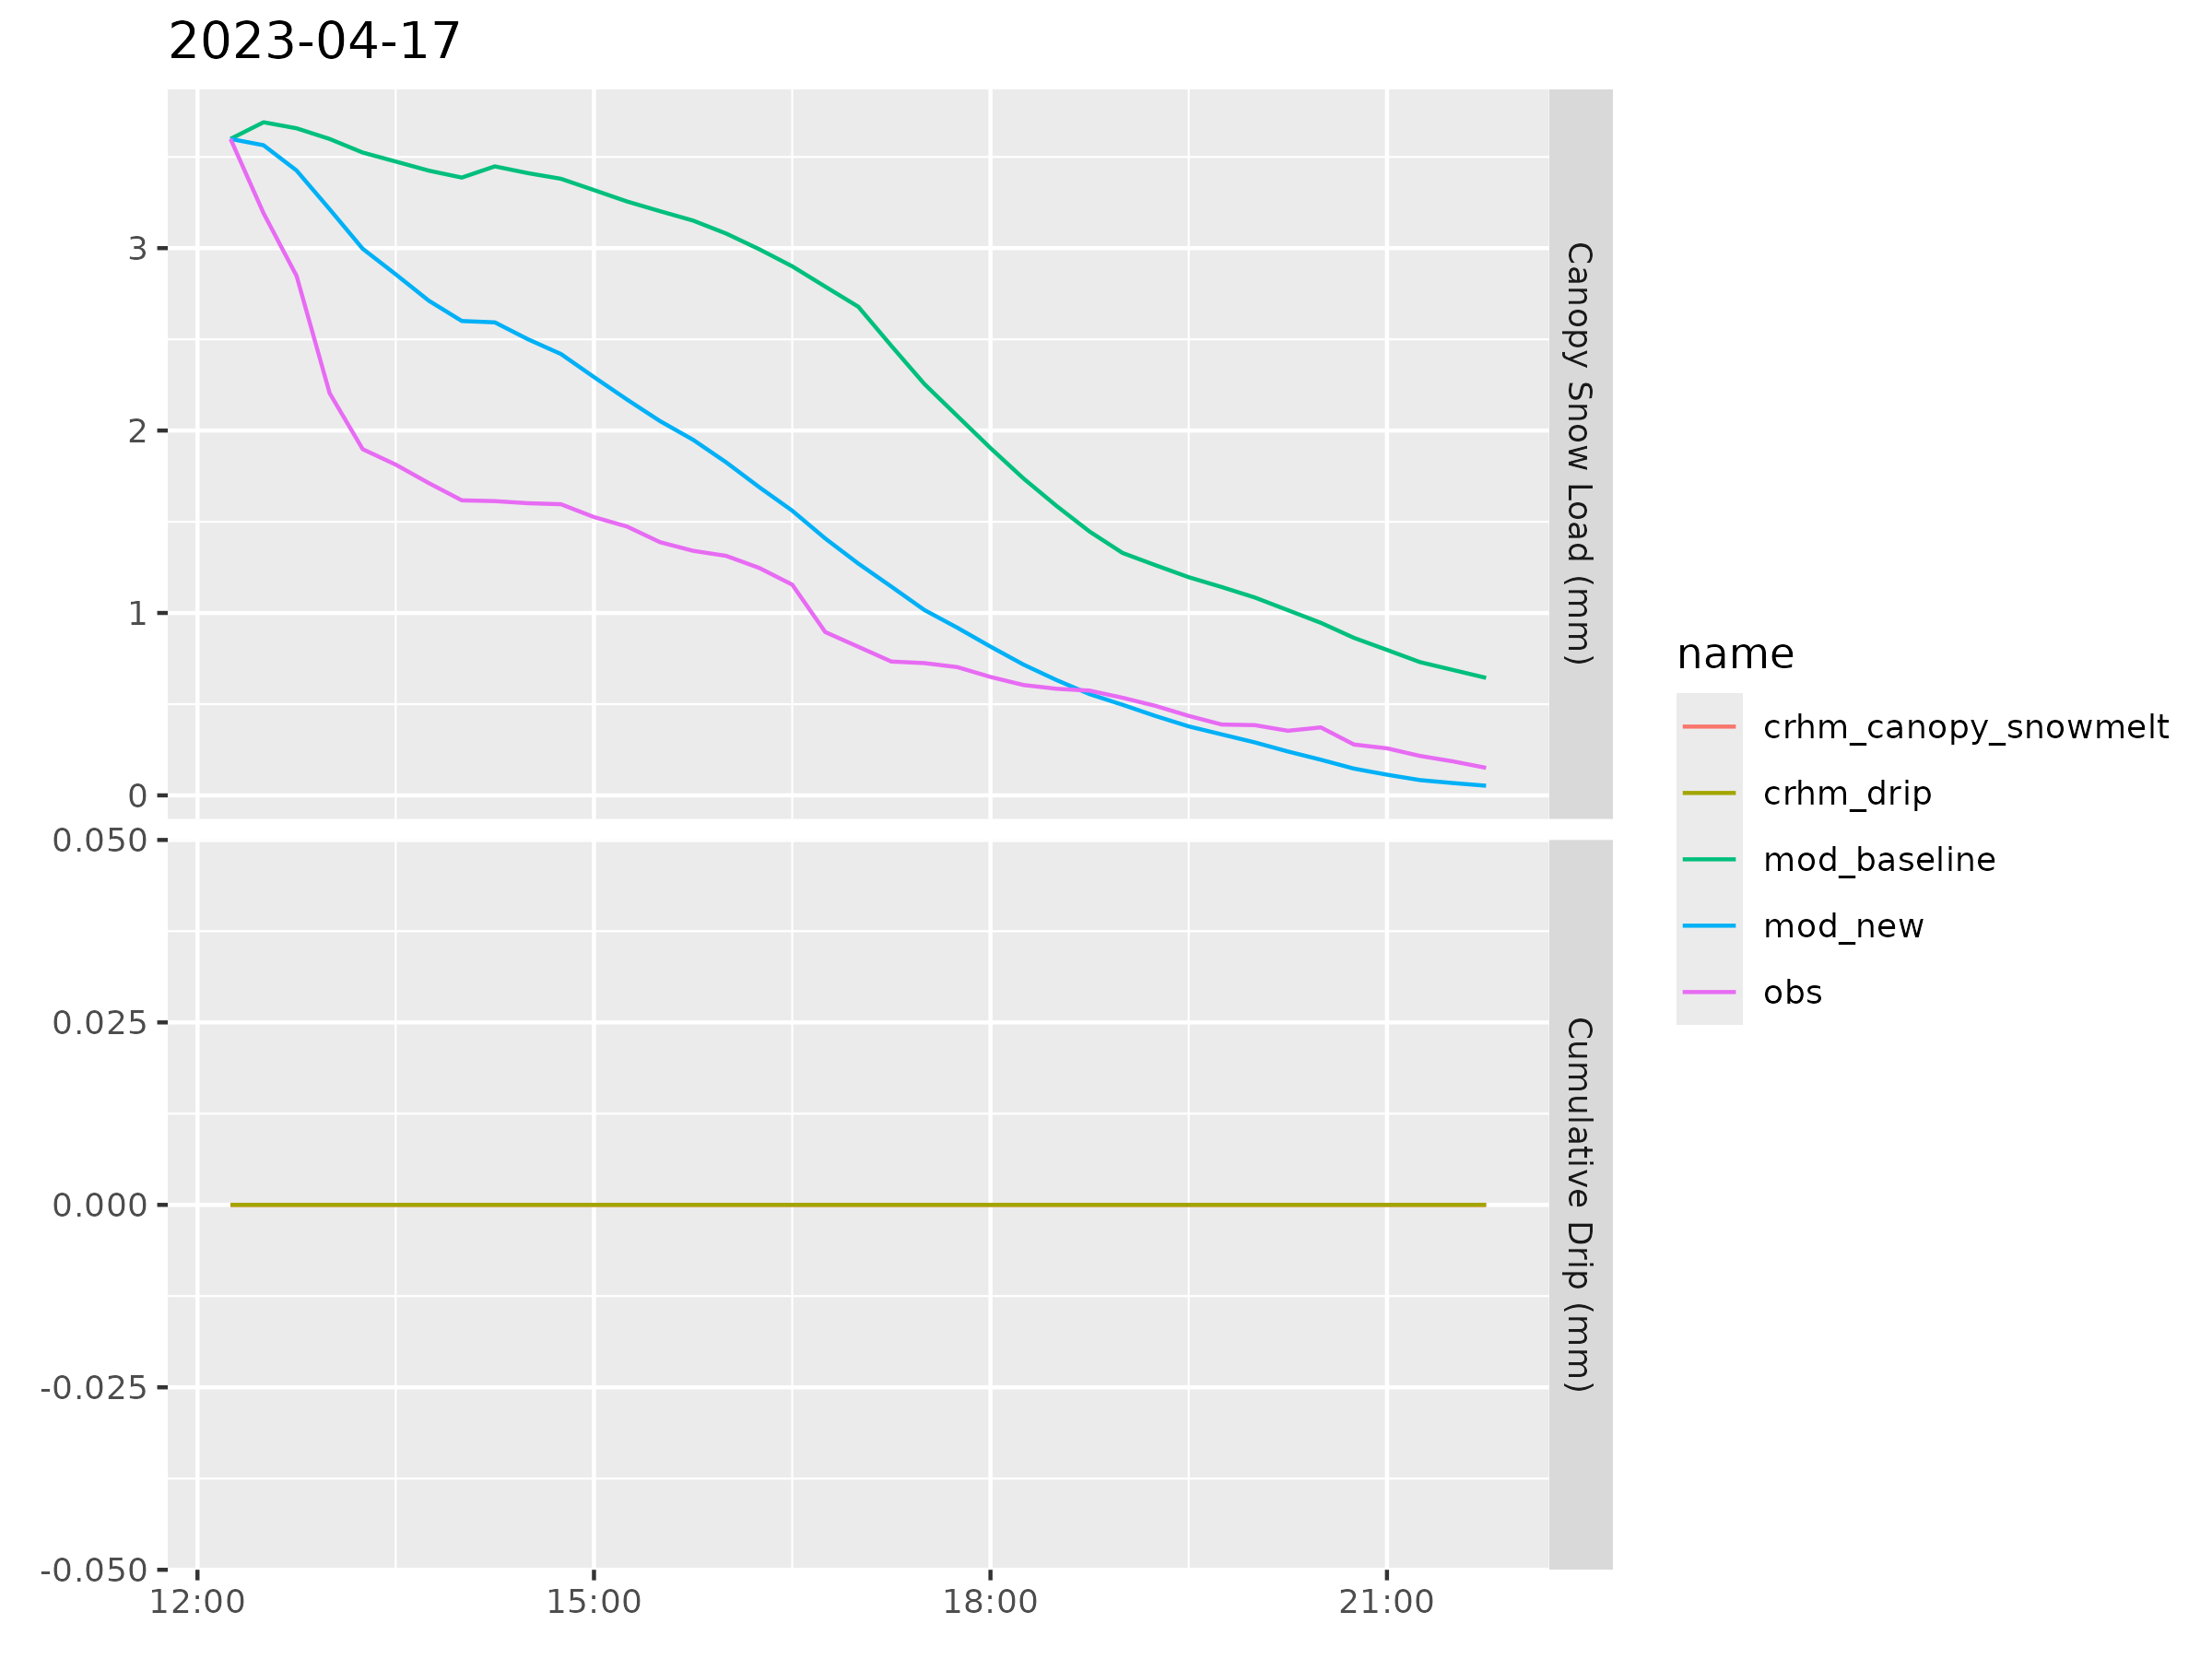 2023-04-17
3
2
1
0
Canopy Snow Load (mm)
0.050
0.025
0.000
-0.025
-0.050
Cumulative Drip (mm)
12:00
15:00
18:00
21:00
name
crhm_canopy_snowmelt
crhm_drip
mod_baseline
mod_new
obs